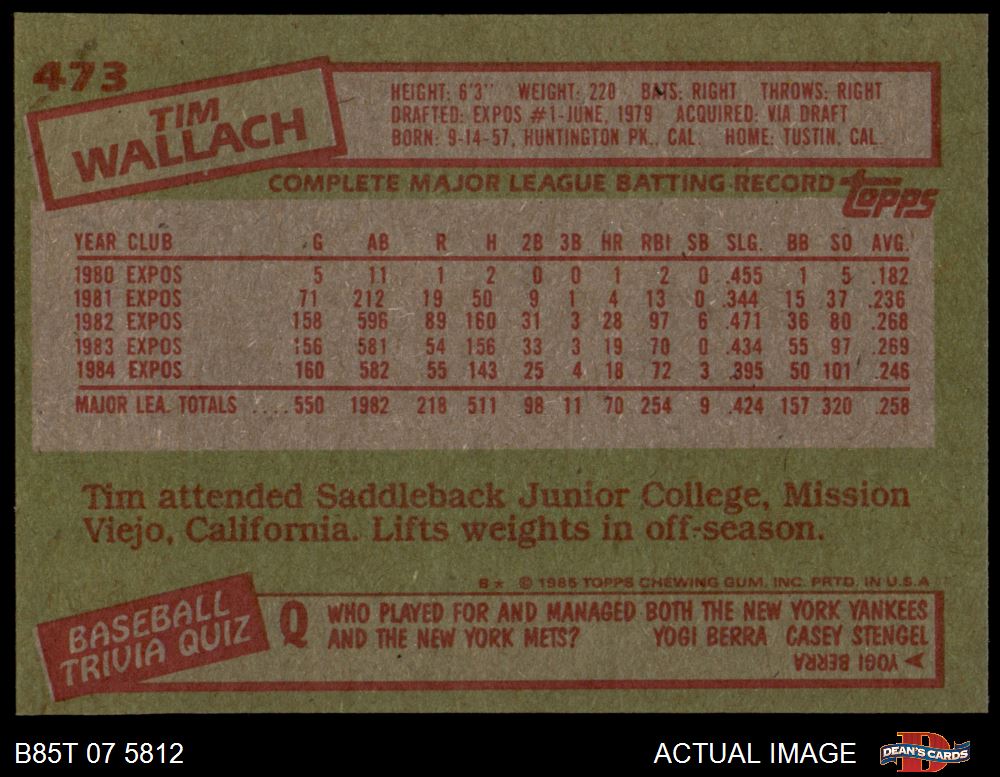 473
TIM
WALLACH
HEIGHT: 6'3" WEIGHT: 220 BATS: RIGHT THROWS: RIGHT
DRAFTED: EXPOS #1-JUNE, 1979 ACQUIRED: VIA DRAFT
BORN: 9-14-57, HUNTINGTON PK., CAL. HOME: TUSTIN, CAL.
COMPLETE MAJOR LEAGUE BATTING RECORD topps
YEAR CLUB G AB R H 2B 3B HR RBI SB SLG. BB SO AVG.
1980 EXPOS 5 11 1 2 0 0 1 2 0 .455 1 5 .182
1981 EXPOS 71 212 19 50 9 1 4 13 0 .344 15 37 .236
1982 EXPOS 158 596 89 160 31 3 28 97 6 .471 36 80 .268
1983 EXPOS 156 581 54 156 33 3 19 70 0 .434 55 97 .269
1984 EXPOS 160 582 55 143 25 4 18 72 3 .395 50 101 .246
MAJOR LEA. TOTALS .... 550 1982 218 511 98 11 70 254 9 .424 157 320 .258
Tim attended Saddleback Junior College, Mission
Viejo, California. Lifts weights in off-season.
B* © 1985 TOPPS CHEWING GUM, INC. PRTD. IN U.S.A
BASEBALL
TRIVIA QUIZ
Q WHO PLAYED FOR AND MANAGED BOTH THE NEW YORK YANKEES
AND THE NEW YORK METS? YOGI BERRA CASEY STENGEL
YOGI BERRA
B85T 07 5812
ACTUAL IMAGE
D
DEAN'S CARDS